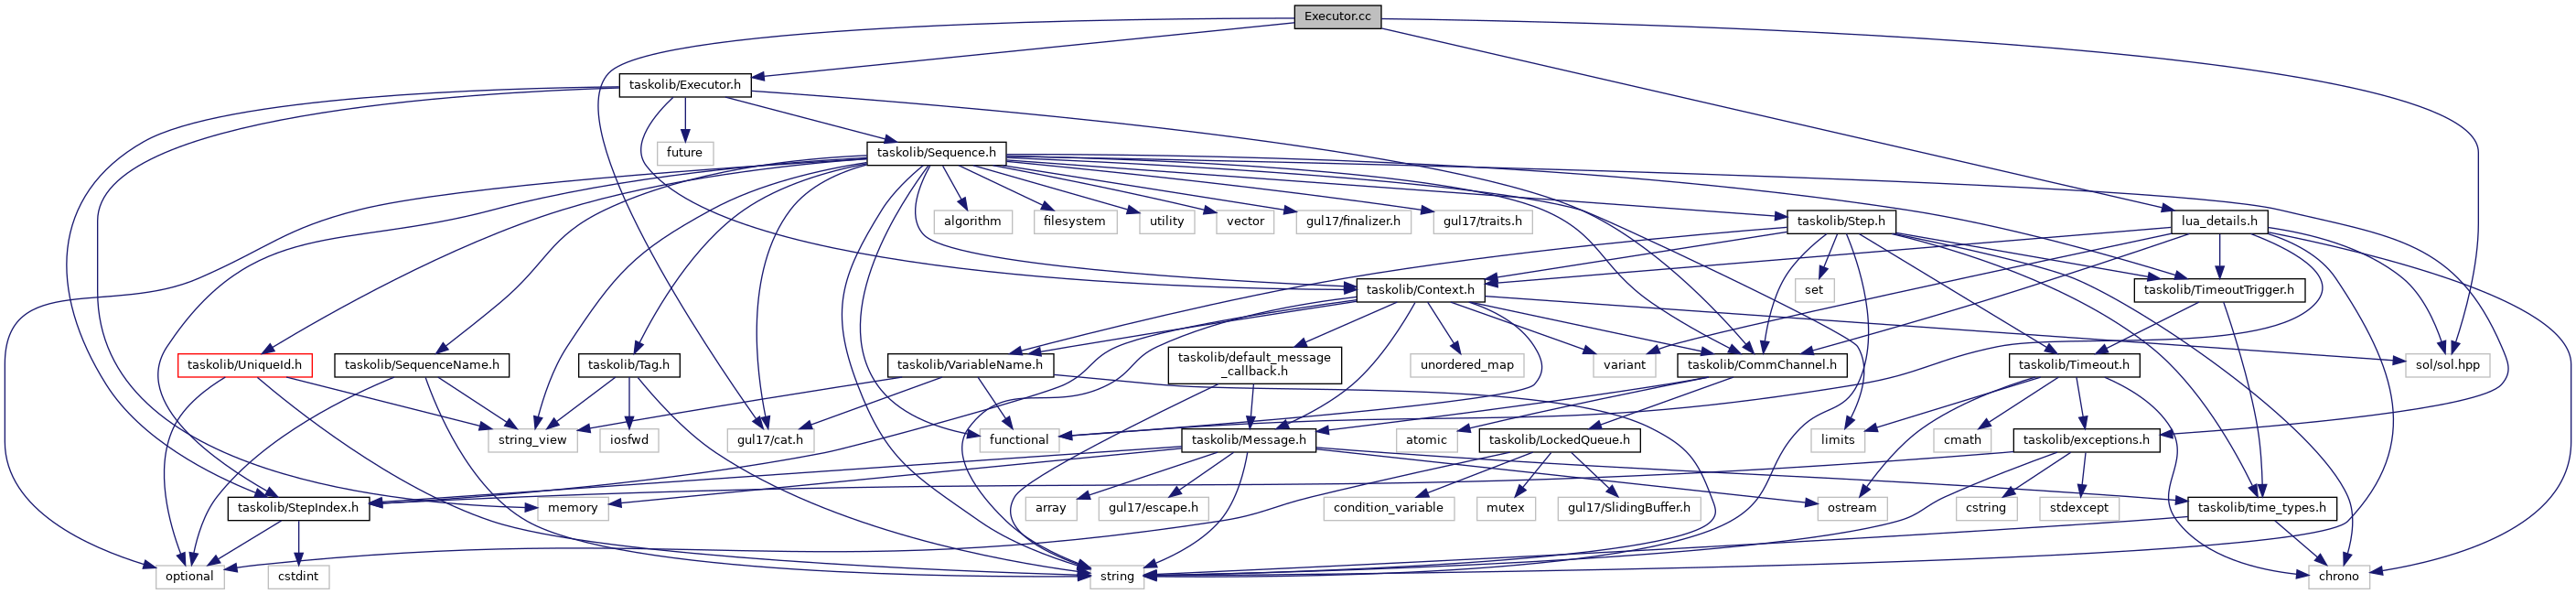 Executor.cc
taskolib/Executor.h
future
taskolib/Sequence.h
algorithm
filesystem
utility
vector
gul17/finalizer.h
gul17/traits.h
taskolib/Step.h
lua_details.h
taskolib/Context.h
set
taskolib/TimeoutTrigger.h
taskolib/UniqueId.h
taskolib/SequenceName.h
taskolib/Tag.h
taskolib/VariableName.h
taskolib/default_message
_callback.h
unordered_map
variant
taskolib/CommChannel.h
taskolib/Timeout.h
sol/sol.hpp
string_view
iosfwd
gul17/cat.h
functional
taskolib/Message.h
atomic
taskolib/LockedQueue.h
limits
cmath
taskolib/exceptions.h
taskolib/StepIndex.h
memory
array
gul17/escape.h
condition_variable
mutex
gul17/SlidingBuffer.h
ostream
cstring
stdexcept
taskolib/time_types.h
optional
cstdint
string
chrono